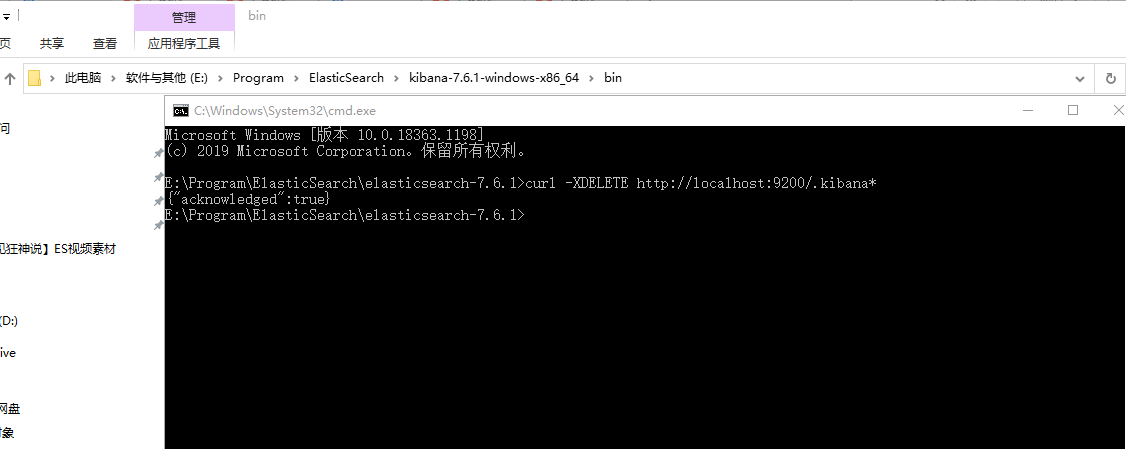 管理
bin
页
共享
查看
应用程序工具
此电脑
软件与其他 (E:)
Program
ElasticSearch
kibana-7.6.1-windows-x86_64
bin
C:\Windows\System32\cmd.exe
问
Microsoft Windows [版本 10.0.18363.1198]
(c) 2019 Microsoft Corporation。保留所有权利。
E:\Program\ElasticSearch\elasticsearch-7.6.1>curl -XDELETE http://localhost:9200/.kibana*
{"acknowledged":true}
E:\Program\ElasticSearch\elasticsearch-7.6.1>
狂神说】ES视频素材
(D:)
ive
网盘
象